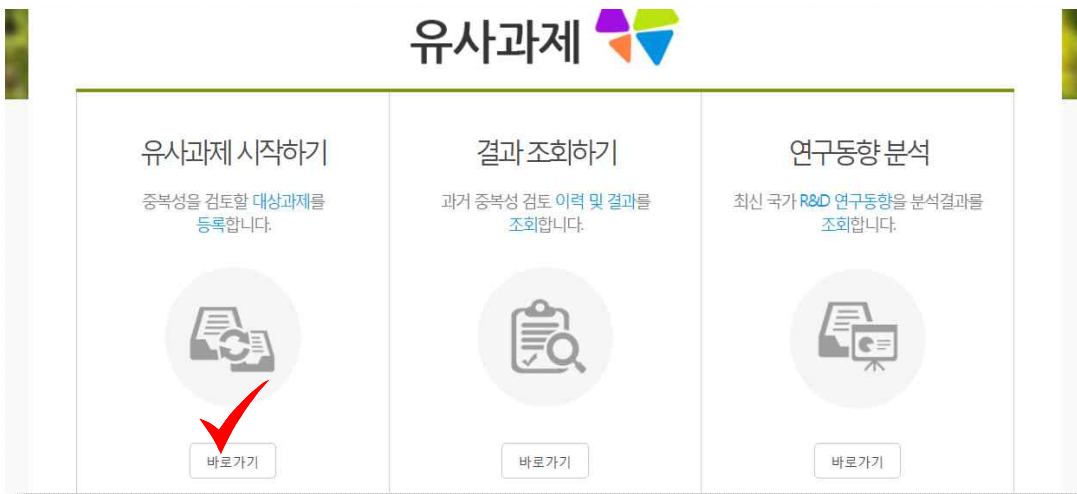 유사과제
유사과제 시작하기
중복성을 검토할 대상과제를
등록합니다.
바로가기
결과 조회하기
과거 중복성 검토 이력 및 결과를
조회합니다.
바로가기
연구동향 분석
최신 국가 R&D 연구동향을 분석결과를
조회합니다.
바로가기